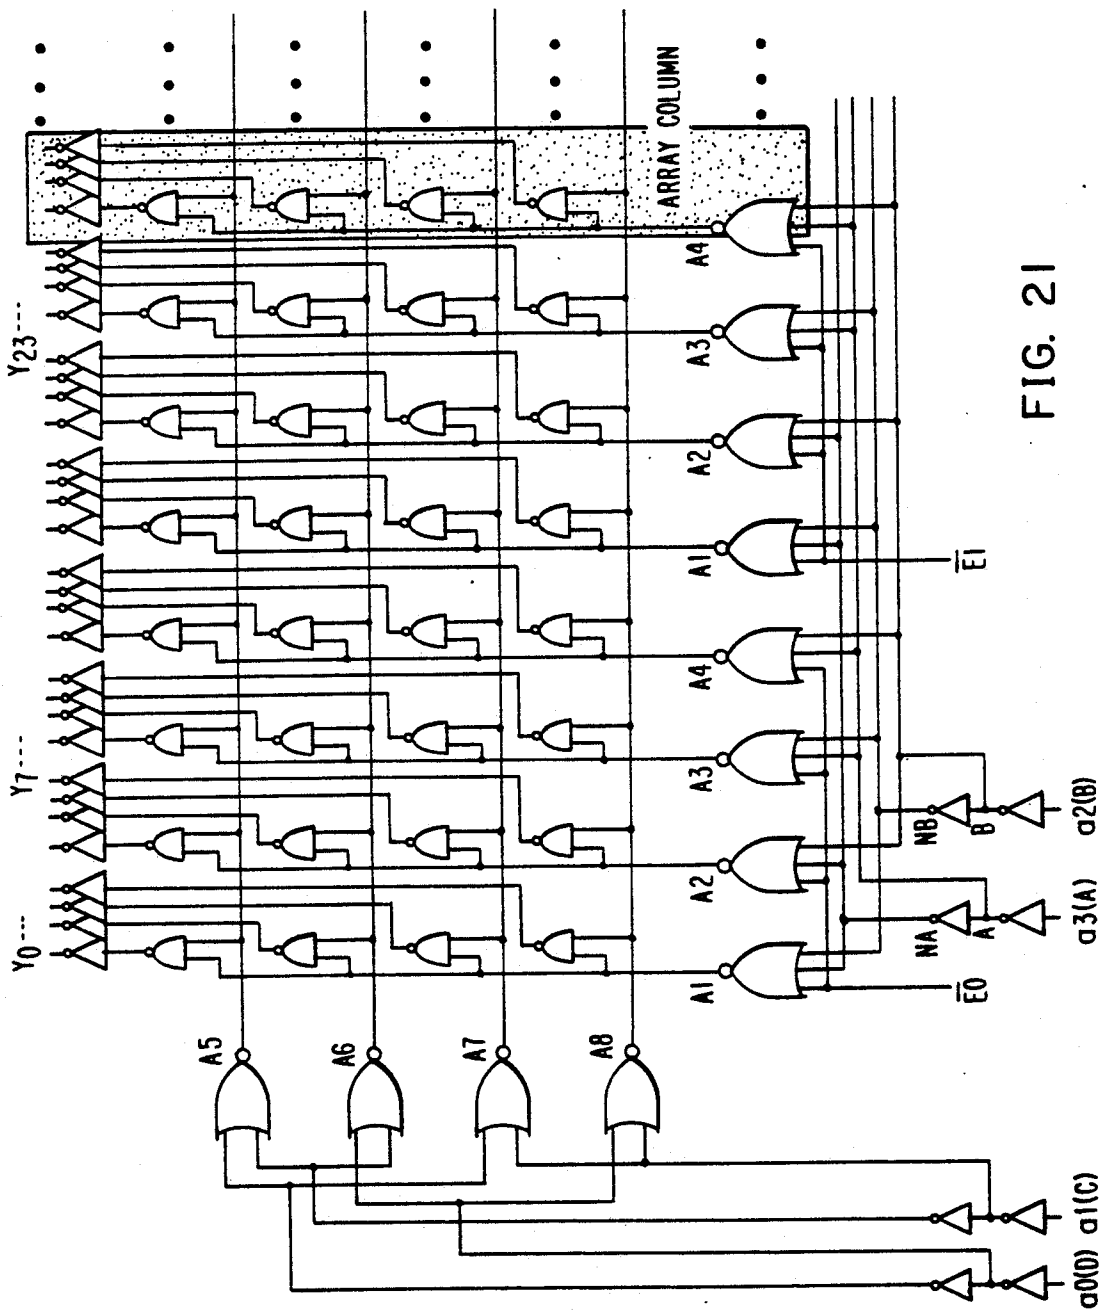 Y0---
Y7---
Y23---
ARRAY COLUMN
A5
A6
A7
A8
A1
A2
A3
A4
A1
A2
A3
A4
E0
E1
NA
A
NB
B
a0(D)
a1(C)
a3(A)
a2(B)
FIG. 21